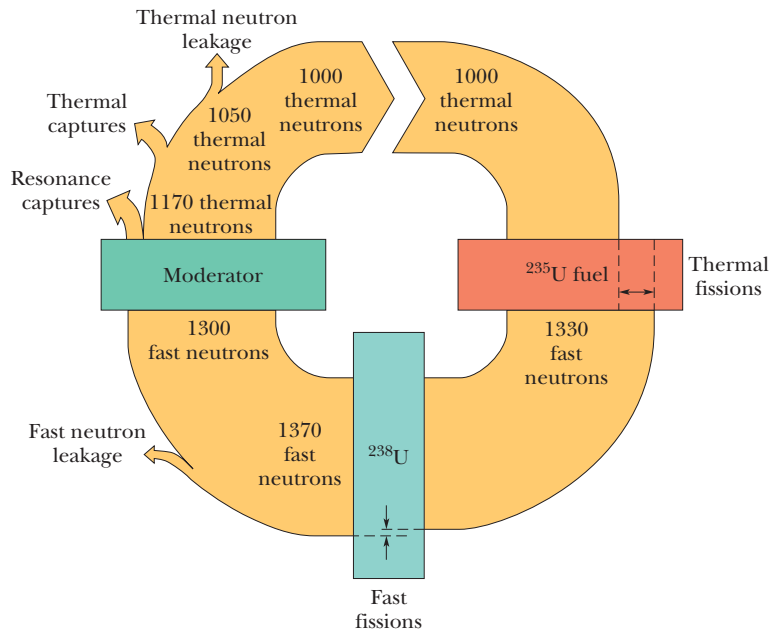 Thermal neutron
leakage
1000
thermal
neutrons
1000
thermal
neutrons
Thermal
captures
1050
thermal
neutrons
Resonance
captures
1170 thermal
neutrons
Moderator
²³⁵U fuel
Thermal
fissions
1300
fast neutrons
1330
fast
neutrons
Fast neutron
leakage
1370
fast
neutrons
²³⁸U
Fast
fissions